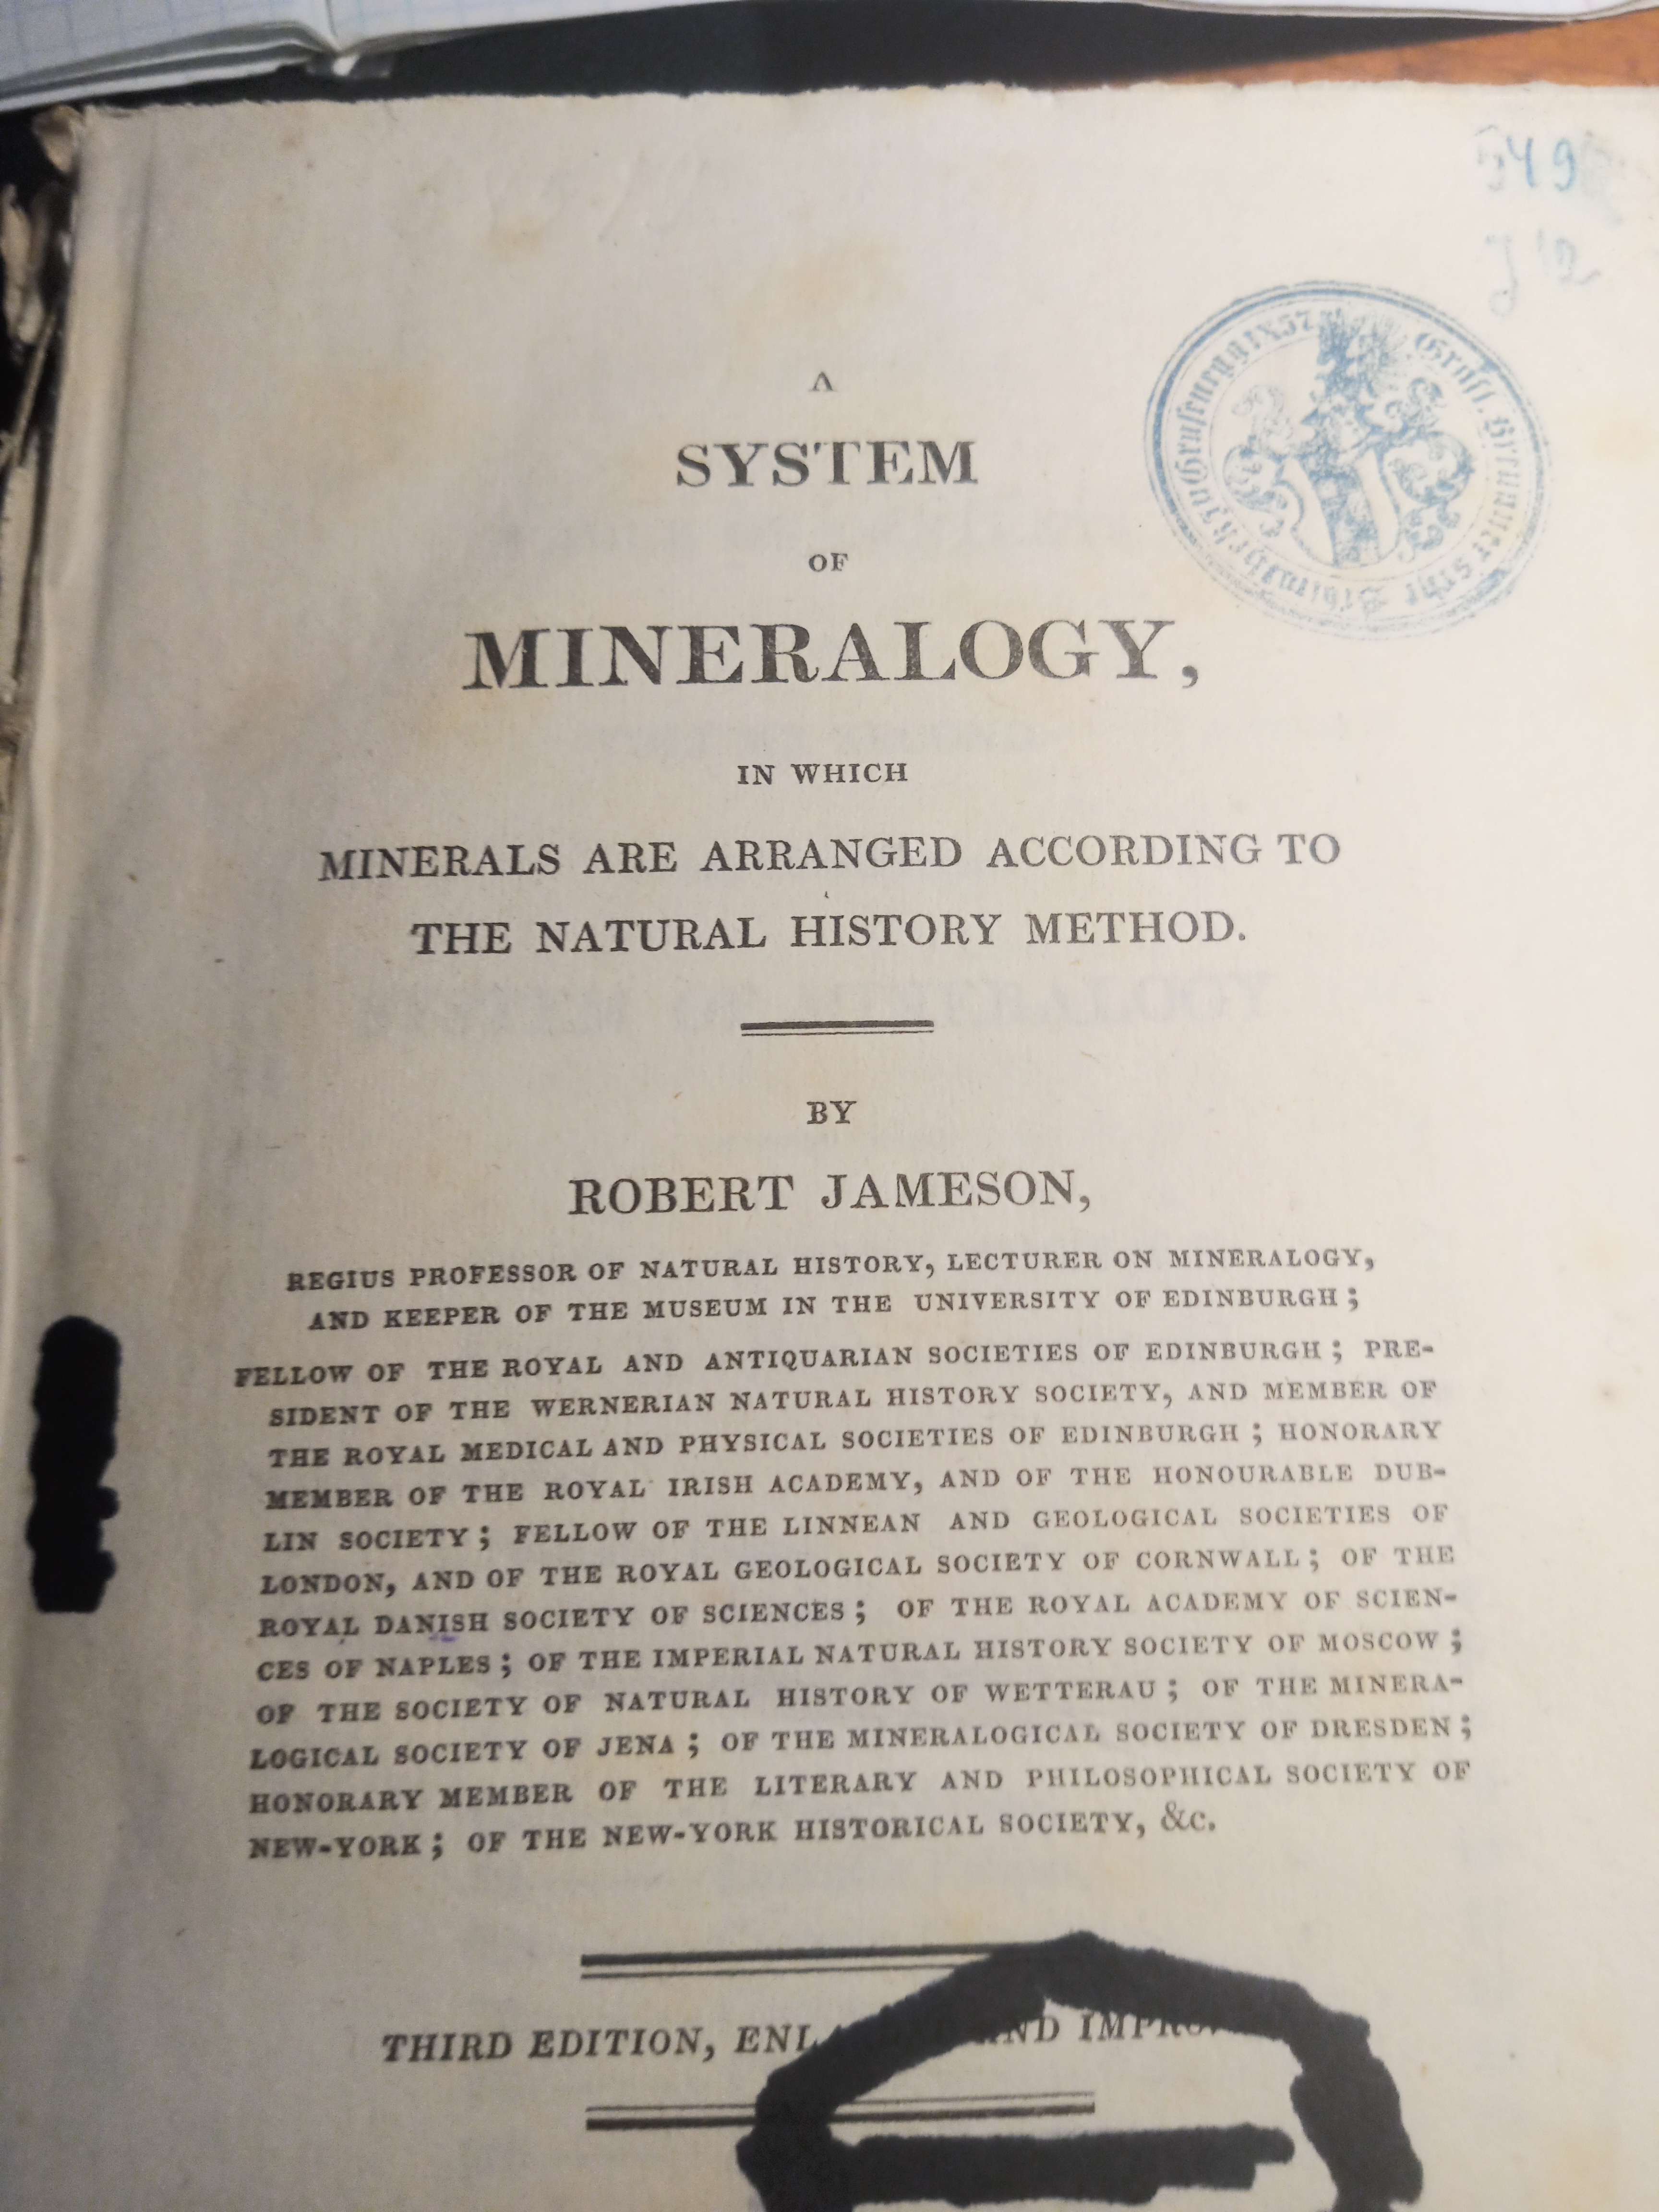 49
A
SYSTEM
OF
MINERALOGY,
IN WHICH
MINERALS ARE ARRANGED ACCORDING TO
THE NATURAL HISTORY METHOD.
BY
ROBERT JAMESON,
REGIUS PROFESSOR OF NATURAL HISTORY, LECTURER ON MINERALOGY,
AND KEEPER OF THE MUSEUM IN THE UNIVERSITY OF EDINBURGH;
FELLOW OF THE ROYAL AND ANTIQUARIAN SOCIETIES OF EDINBURGH; PRE-
SIDENT OF THE WERNERIAN NATURAL HISTORY SOCIETY, AND MEMBER OF
THE ROYAL MEDICAL AND PHYSICAL SOCIETIES OF EDINBURGH; HONORARY
MEMBER OF THE ROYAL IRISH ACADEMY, AND OF THE HONOURABLE DUB-
LIN SOCIETY; FELLOW OF THE LINNEAN AND GEOLOGICAL SOCIETIES OF
LONDON, AND OF THE ROYAL GEOLOGICAL SOCIETY OF CORNWALL; OF THE
ROYAL DANISH SOCIETY OF SCIENCES; OF THE ROYAL ACADEMY OF SCIEN-
CES OF NAPLES; OF THE IMPERIAL NATURAL HISTORY SOCIETY OF MOSCOW;
OF THE SOCIETY OF NATURAL HISTORY OF WETTERAU; OF THE MINERA-
LOGICAL SOCIETY OF JENA; OF THE MINERALOGICAL SOCIETY OF DRESDEN;
HONORARY MEMBER OF THE LITERARY AND PHILOSOPHICAL SOCIETY OF
NEW-YORK; OF THE NEW-YORK HISTORICAL SOCIETY, &c.
THIRD EDITION, AND